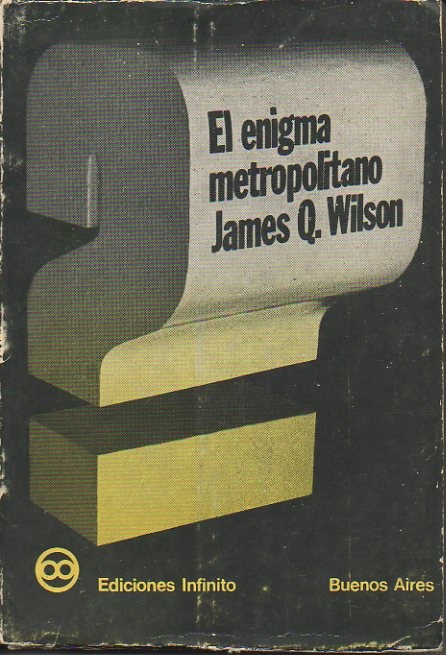 El enigma
metropolitano
James Q. Wilson
Ediciones Infinito
Buenos Aires